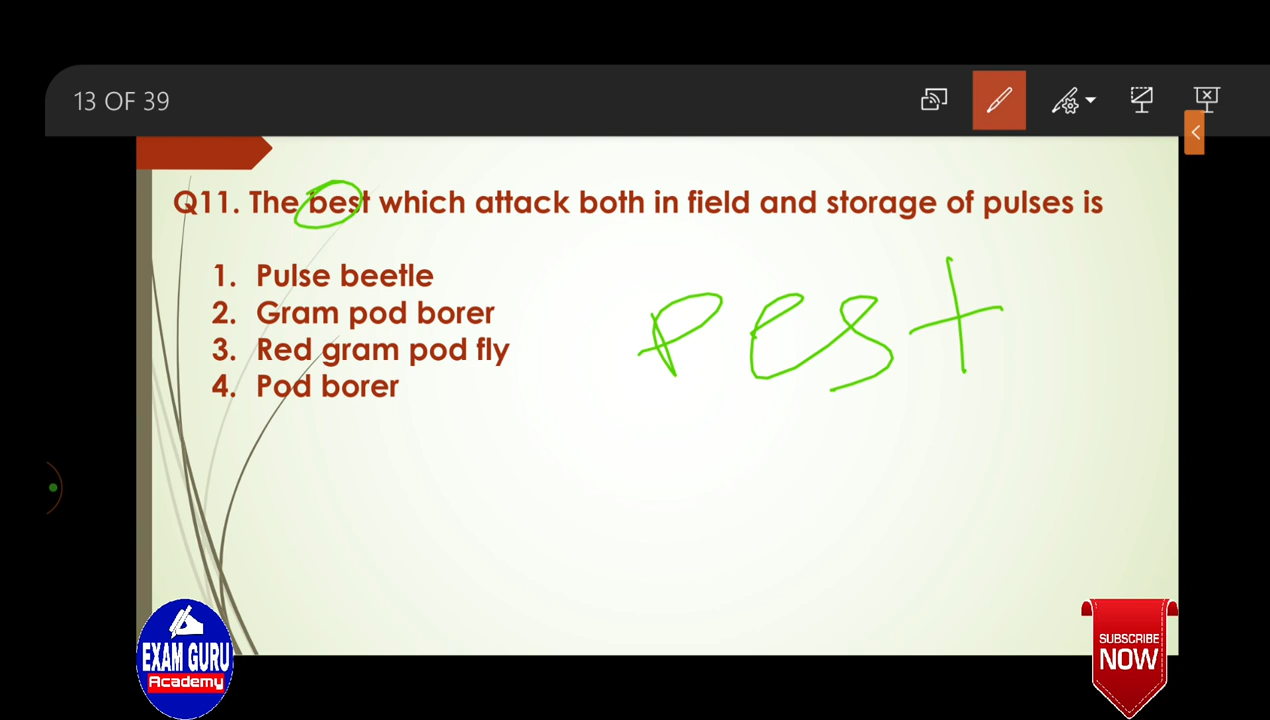 13 OF 39
Q11. The best which attack both in field and storage of pulses is
1. Pulse beetle
2. Gram pod borer
3. Red gram pod fly
4. Pod borer
pest
EXAM GURU
Academy
SUBSCRIBE
NOW